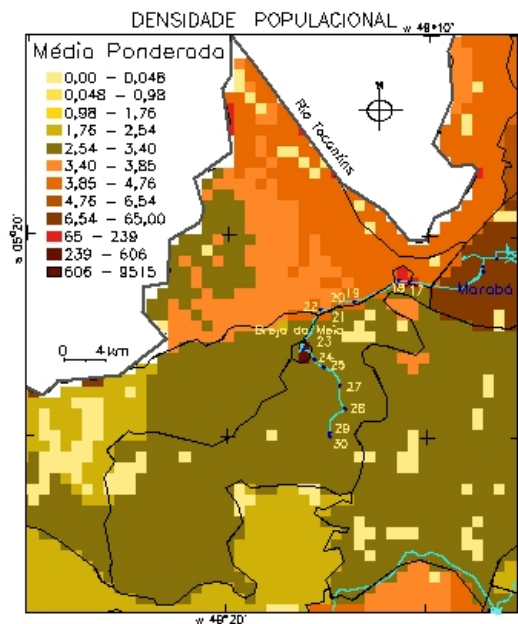 DENSIDADE POPULACIONAL
w 49°10'
Média Ponderada
0,00 – 0,048
0,048 – 0,98
0,98 – 1,76
1,76 – 2,54
2,54 – 3,40
3,40 – 3,85
3,85 – 4,76
4,76 – 6,54
6,54 – 65,00
65 – 239
239 – 606
606 – 9515
N
Rio Tocantins
s 05°20'
Marabá
17
18
19
20
21
22
Brejo do Meio
23
24
25
27
28
29
30
0 4 km
w 49°20'